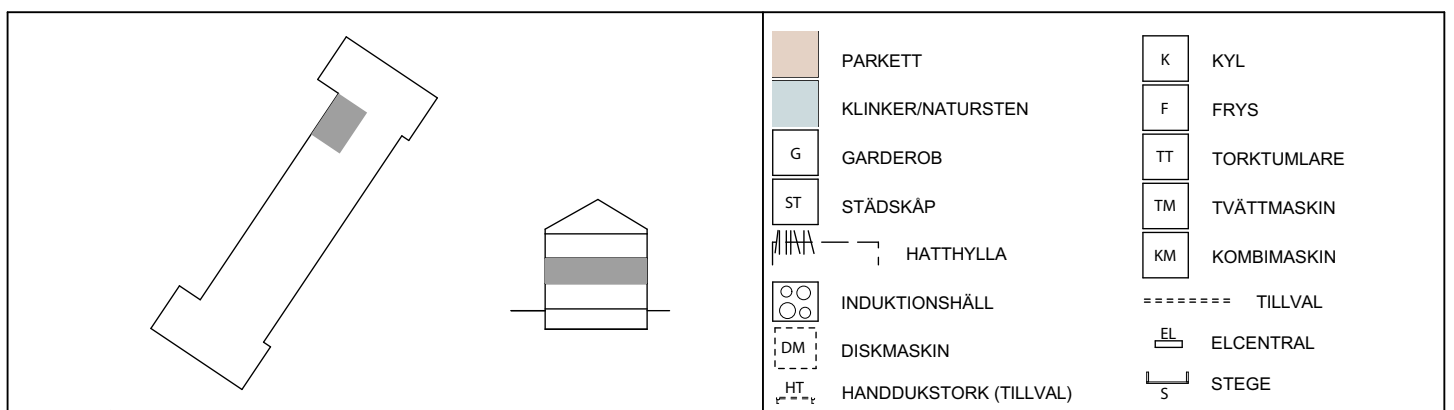 PARKETT
KLINKER/NATURSTEN
G GARDEROB
ST STÄDSKÅP
HATTHYLLA
INDUKTIONSHÄLL
DM DISKMASKIN
HT HANDDUKSTORK (TILLVAL)
K KYL
F FRYS
TT TORKTUMLARE
TM TVÄTTMASKIN
KM KOMBIMASKIN
TILLVAL
EL ELCENTRAL
S STEGE